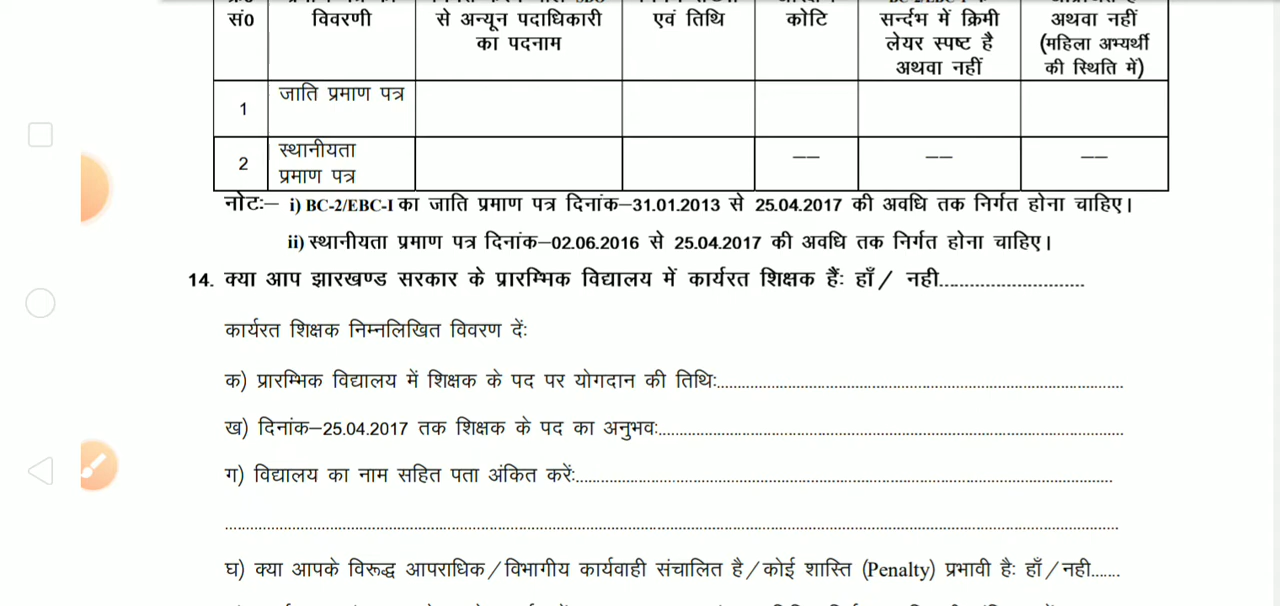 सं0 विवरणी से अन्यून पदाधिकारी एवं तिथि कोटि सन्दर्भ में क्रिमी अथवा नहीं
का पदनाम लेयर स्पष्ट है (महिला अभ्यर्थी
अथवा नहीं की स्थिति में)
1 जाति प्रमाण पत्र
2 स्थानीयता प्रमाण पत्र –– –– ––
नोटः– i) BC-2/EBC-I का जाति प्रमाण पत्र दिनांक–31.01.2013 से 25.04.2017 की अवधि तक निर्गत होना चाहिए।
ii) स्थानीयता प्रमाण पत्र दिनांक–02.06.2016 से 25.04.2017 की अवधि तक निर्गत होना चाहिए।
14. क्या आप झारखण्ड सरकार के प्रारम्भिक विद्यालय में कार्यरत शिक्षक हैंः हाँ / नही............................
कार्यरत शिक्षक निम्नलिखित विवरण देंः
क) प्रारम्भिक विद्यालय में शिक्षक के पद पर योगदान की तिथिः............................
ख) दिनांक–25.04.2017 तक शिक्षक के पद का अनुभवः............................
ग) विद्यालय का नाम सहित पता अंकित करेंः............................
............................
घ) क्या आपके विरूद्ध आपराधिक / विभागीय कार्यवाही संचालित है / कोई शास्ति (Penalty) प्रभावी हैः हाँ / नही.......